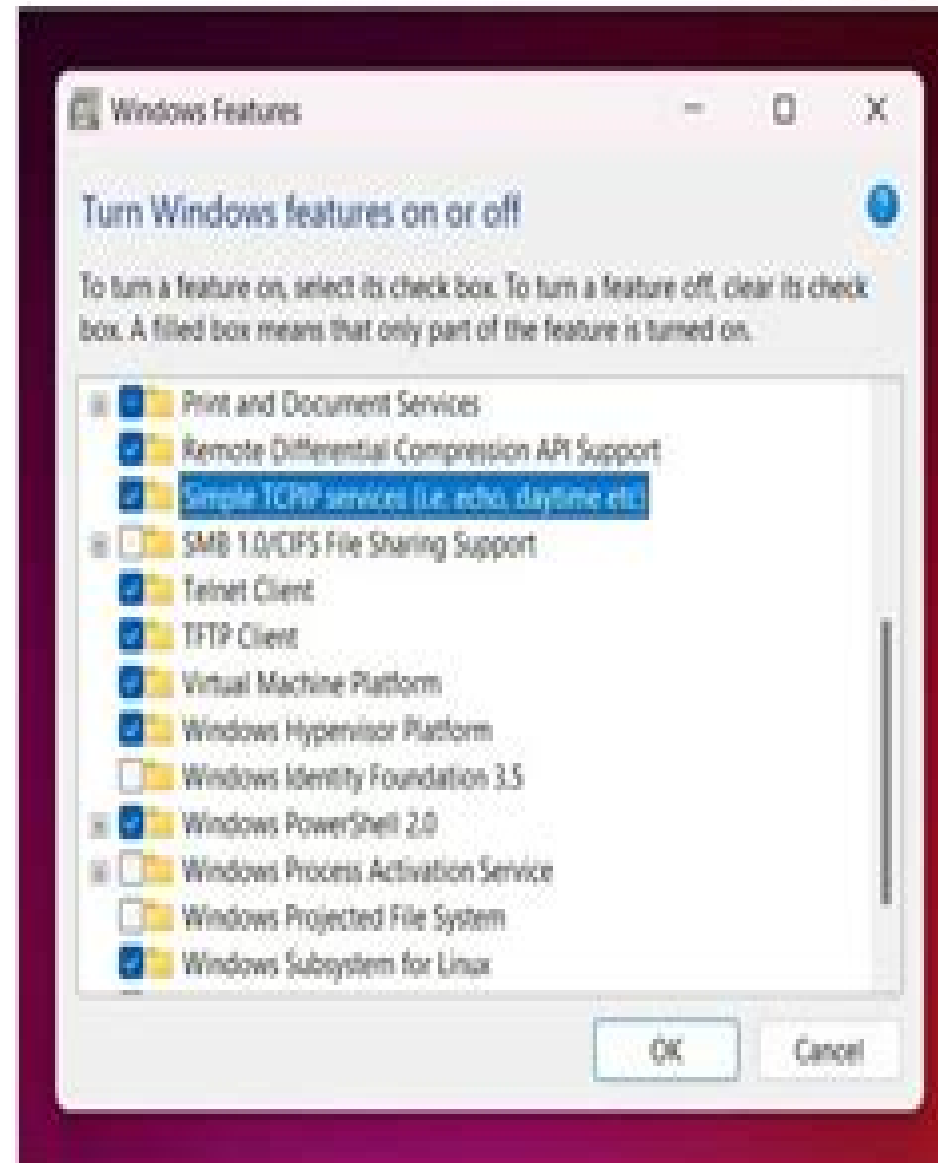 Windows Features
Turn Windows features on or off
To turn a feature on, select its check box. To turn a feature off, clear its check
box. A filled box means that only part of the feature is turned on.
Print and Document Services
Remote Differential Compression API Support
Simple TCPIP services (i.e. echo, daytime etc)
SMB 1.0/CIFS File Sharing Support
Telnet Client
TFTP Client
Virtual Machine Platform
Windows Hypervisor Platform
Windows Identity Foundation 3.5
Windows PowerShell 2.0
Windows Process Activation Service
Windows Projected File System
Windows Subsystem for Linux
OK Cancel